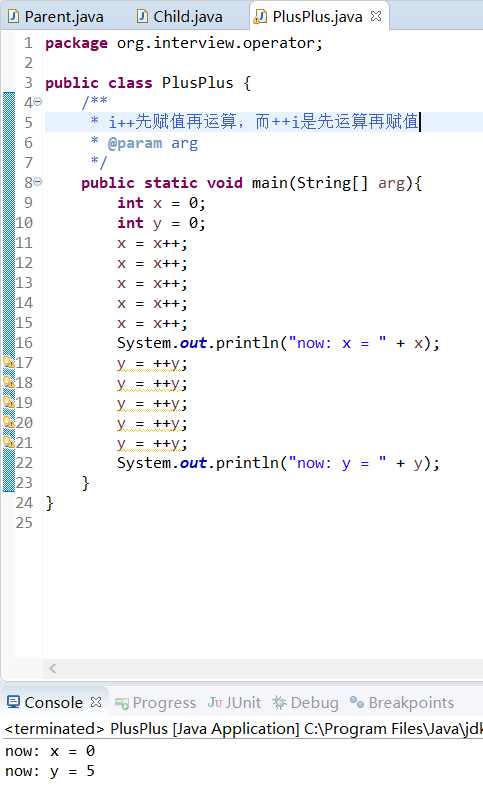 Parent.java Child.java PlusPlus.java
1 package org.interview.operator;
2
3 public class PlusPlus {
4 /**
5 * i++先赋值再运算，而++i是先运算再赋值
6 * @param arg
7 */
8 public static void main(String[] arg){
9 int x = 0;
10 int y = 0;
11 x = x++;
12 x = x++;
13 x = x++;
14 x = x++;
15 x = x++;
16 System.out.println("now: x = " + x);
17 y = ++y;
18 y = ++y;
19 y = ++y;
20 y = ++y;
21 y = ++y;
22 System.out.println("now: y = " + y);
23 }
24 }
25
Console Progress JUnit Debug Breakpoints
<terminated> PlusPlus [Java Application] C:\Program Files\Java\jdk
now: x = 0
now: y = 5